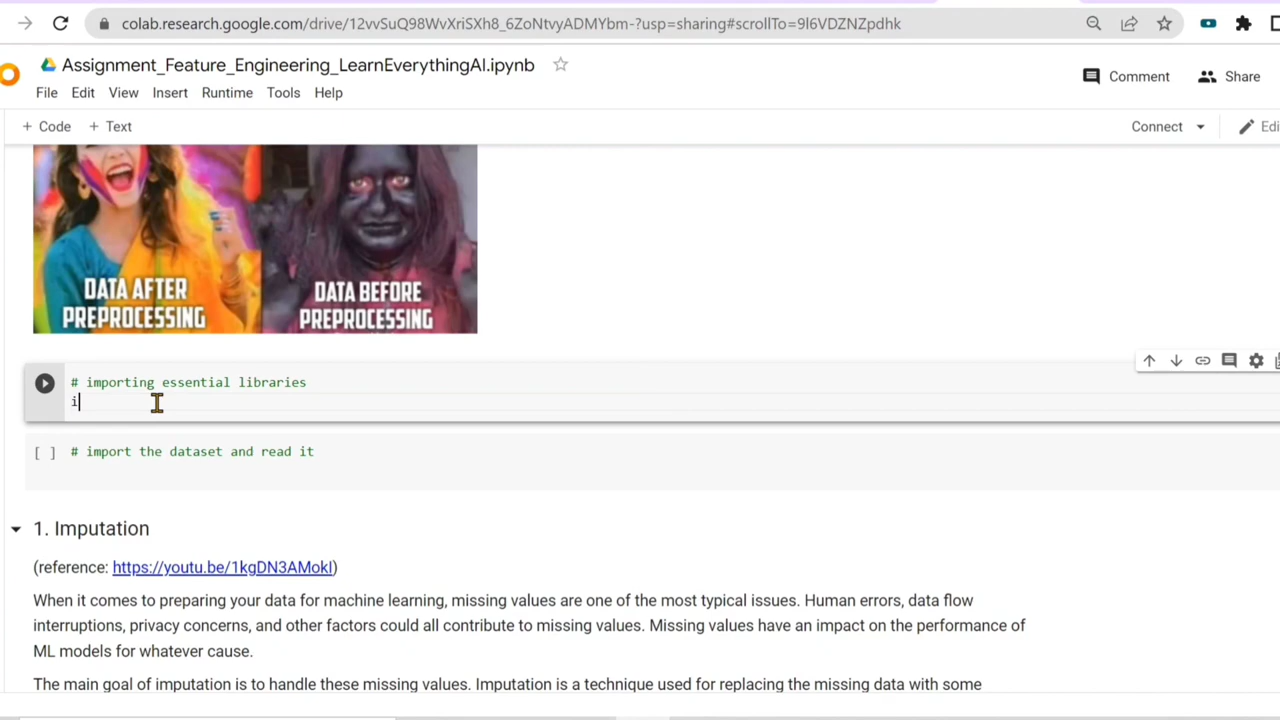 colab.research.google.com/drive/12vvSuQ98WvXriSXh8_6ZoNtvyADMYbm-?usp=sharing#scrollTo=9l6VDZNZpdhk
Assignment_Feature_Engineering_LearnEverythingAI.ipynb
Comment Share
File Edit View Insert Runtime Tools Help
+ Code + Text Connect Edi
DATA AFTER PREPROCESSING
DATA BEFORE PREPROCESSING
# importing essential libraries
i
[ ] # import the dataset and read it
1. Imputation
(reference: https://youtu.be/1kgDN3AMokI)
When it comes to preparing your data for machine learning, missing values are one of the most typical issues. Human errors, data flow
interruptions, privacy concerns, and other factors could all contribute to missing values. Missing values have an impact on the performance of
ML models for whatever cause.
The main goal of imputation is to handle these missing values. Imputation is a technique used for replacing the missing data with some